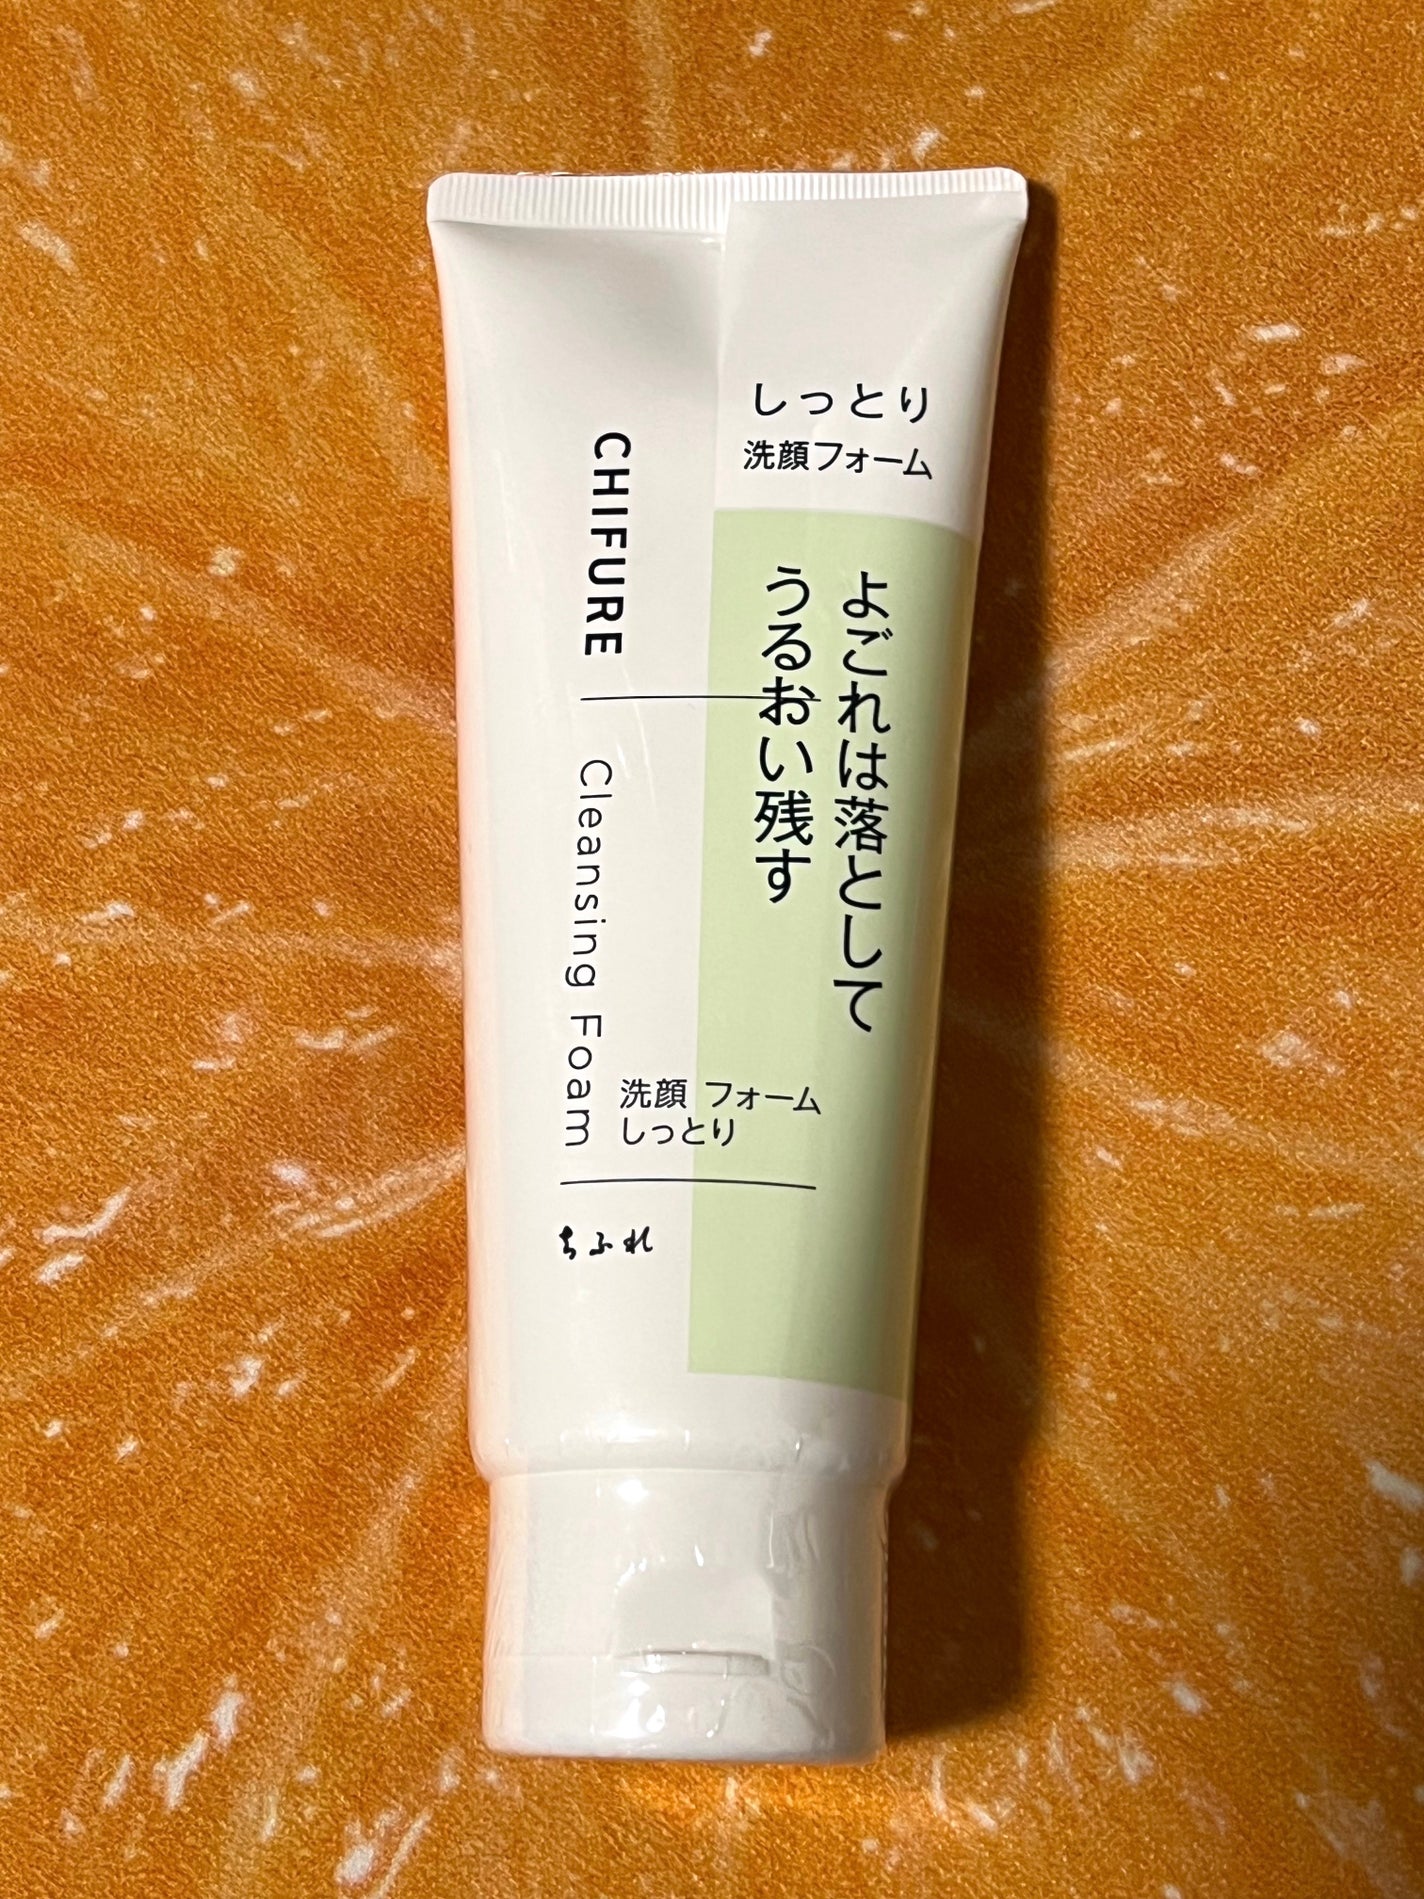 しっとり
洗顔フォーム
よごれは落として
うるおい残す
CHIFURE
Cleansing Foam
洗顔 フォーム
しっとり
ちふれ